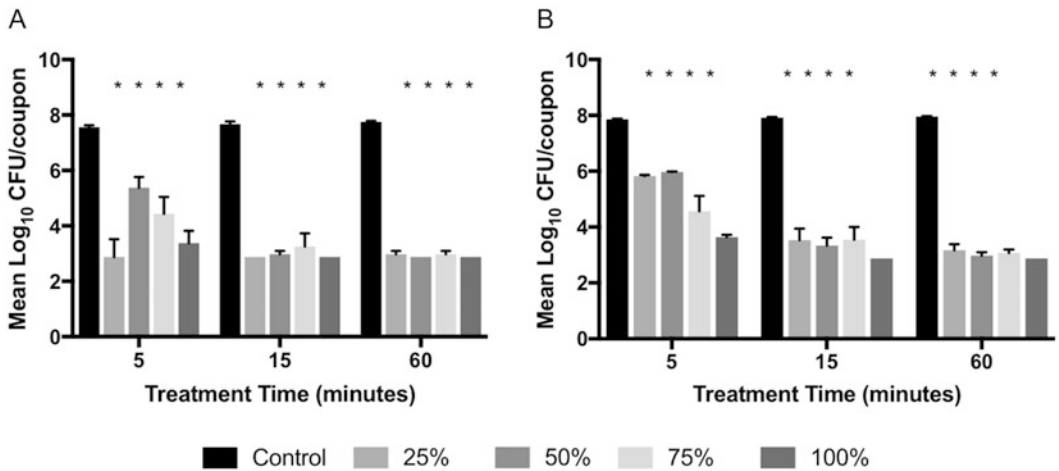 A
Mean Log10 CFU/coupon
10
8
6
4
2
0
* * * *
* * * *
* * * *
5
15
60
Treatment Time (minutes)
B
Mean Log10 CFU/coupon
10
8
6
4
2
0
* * * *
* * * *
* * * *
5
15
60
Treatment Time (minutes)
Control 25% 50% 75% 100%